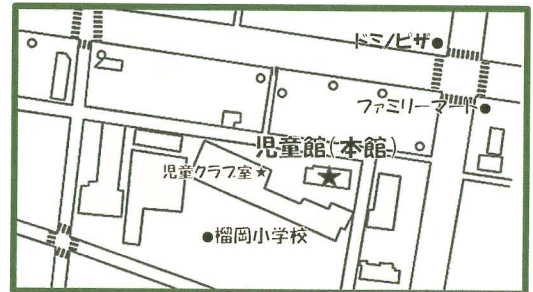 ドミノピザ
ファミリーマート
児童館(本館)
児童クラブ室
榴岡小学校